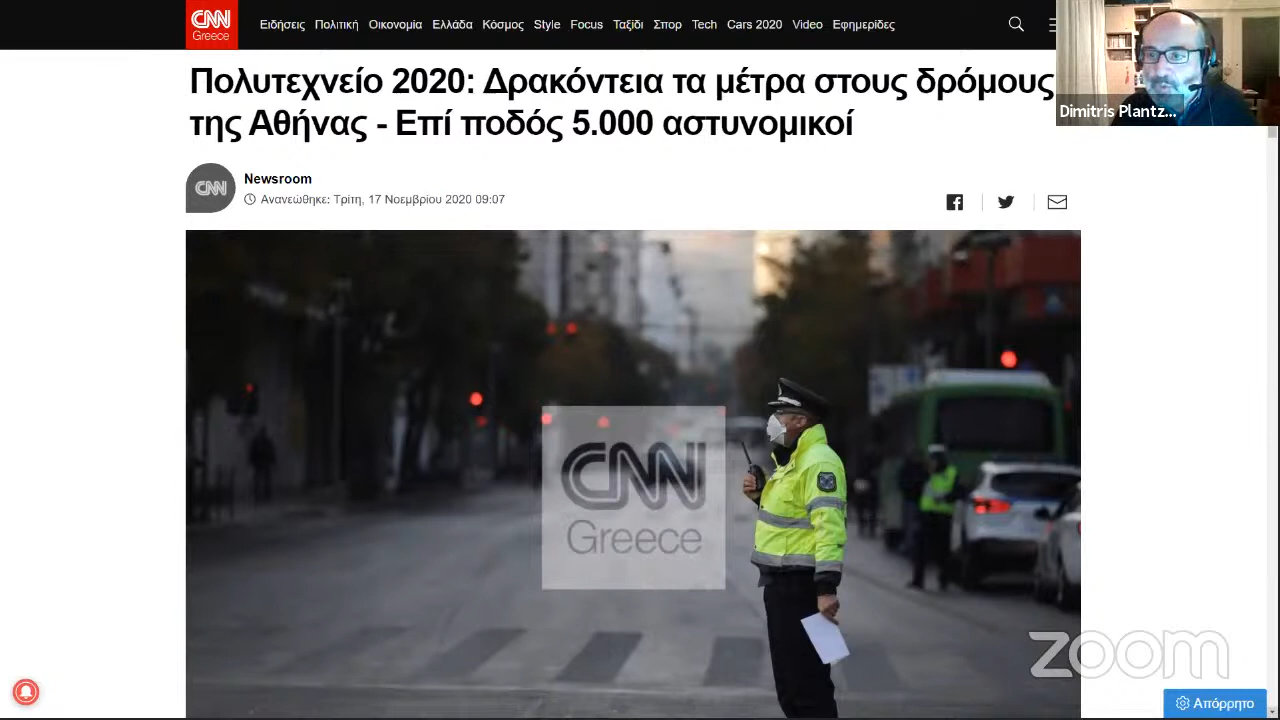 CNN
Greece
Ειδήσεις Πολιτική Οικονομία Ελλάδα Κόσμος Style Focus Ταξίδι Σπορ Tech Cars 2020 Video Εφημερίδες
Πολυτεχνείο 2020: Δρακόντεια τα μέτρα στους δρόμους
της Αθήνας - Επί ποδός 5.000 αστυνομικοί
Dimitris Plantz...
CNN
Newsroom
Ανανεώθηκε: Τρίτη, 17 Νοεμβρίου 2020 09:07
CNN
Greece
zoom
Απόρρητο